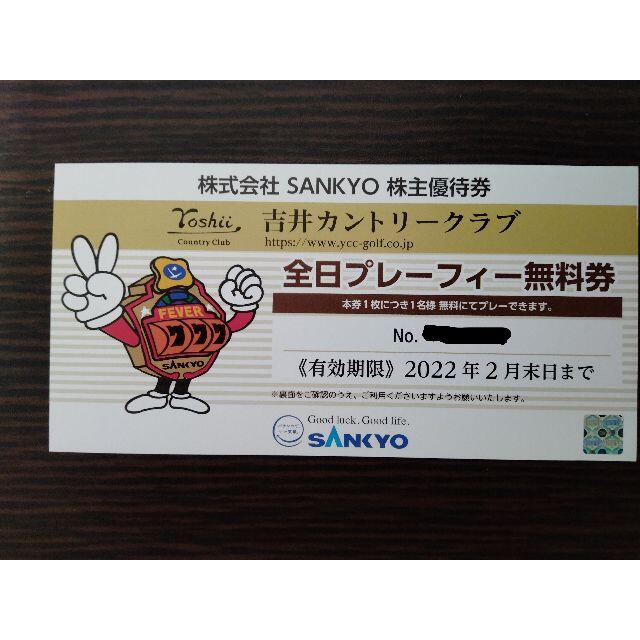 株式会社 SANKYO 株主優待券
Yoshii
Country Club
吉井カントリークラブ
https://www.ycc-golf.co.jp
全日プレーフィー無料券
本券1枚につき1名様 無料にてプレーできます。
FEVER
777
SANKYO
No.
《有効期限》2022年2月末日まで
※裏面をご確認のうえ、ご利用くださいますようお願いいたします。
Good luck. Good life.
SANKYO